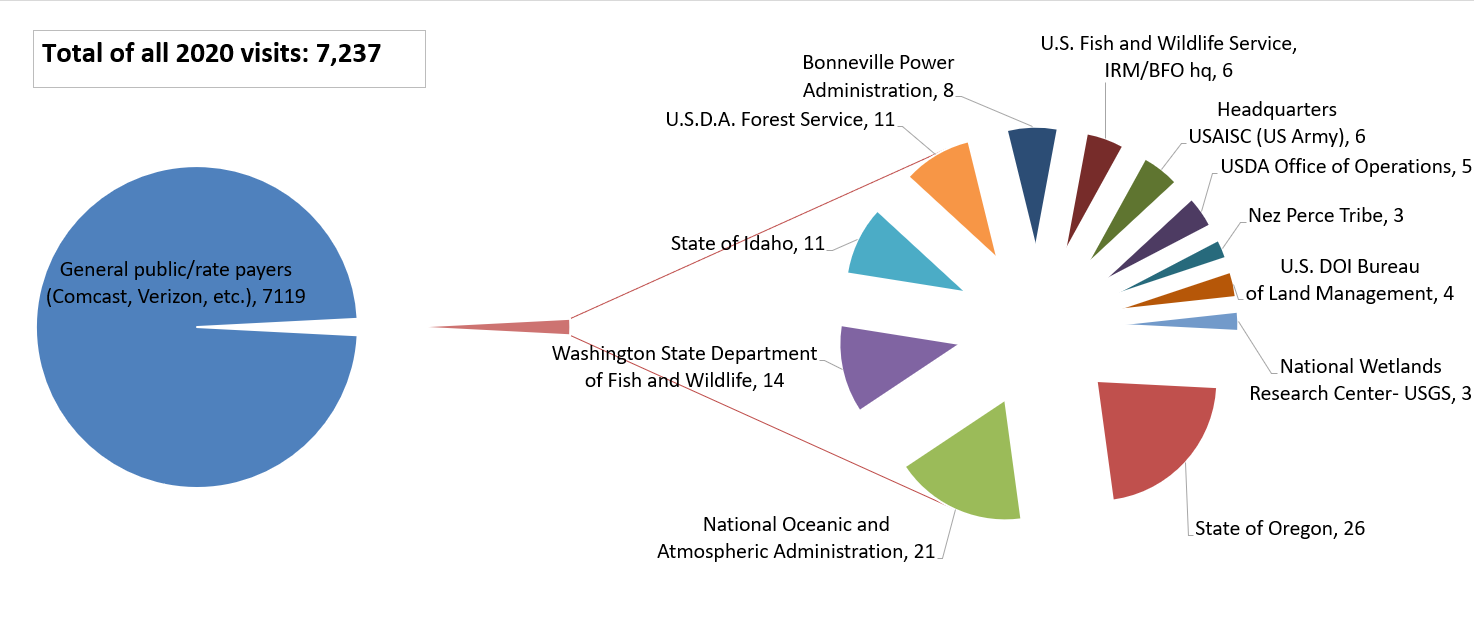 Total of all 2020 visits: 7,237
General public/rate payers
(Comcast, Verizon, etc.), 7119
Bonneville Power
Administration, 8
U.S. Fish and Wildlife Service,
IRM/BFO hq, 6
U.S.D.A. Forest Service, 11
Headquarters
USAISC (US Army), 6
USDA Office of Operations, 5
Nez Perce Tribe, 3
State of Idaho, 11
U.S. DOI Bureau
of Land Management, 4
Washington State Department
of Fish and Wildlife, 14
National Wetlands
Research Center- USGS, 3
National Oceanic and
Atmospheric Administration, 21
State of Oregon, 26